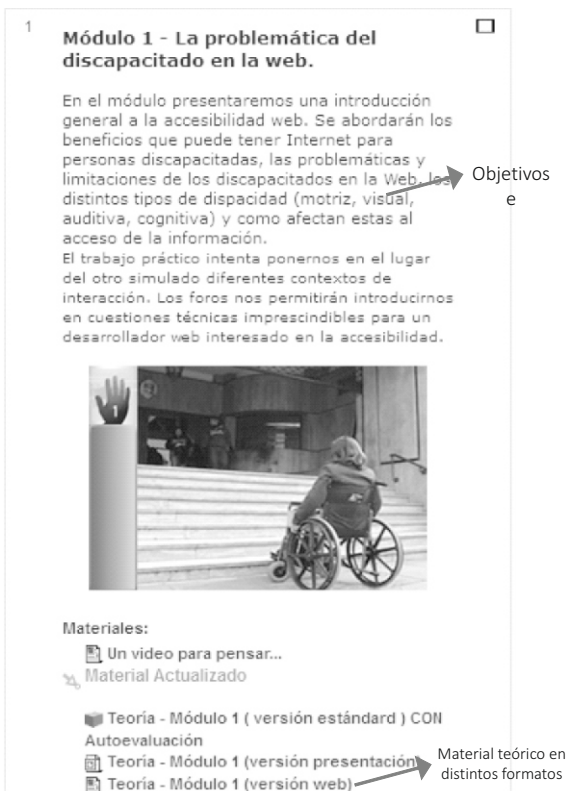 1
Módulo 1 - La problemática del
discapacitado en la web.
En el módulo presentaremos una introducción
general a la accesibilidad web. Se abordarán los
beneficios que puede tener Internet para
personas discapacitadas, las problemáticas y
limitaciones de los discapacitados en la Web, los
distintos tipos de dispacidad (motriz, visual,
auditiva, cognitiva) y como afectan estas al
acceso de la información.
El trabajo práctico intenta ponernos en el lugar
del otro simulado diferentes contextos de
interacción. Los foros nos permitirán introducirnos
en cuestiones técnicas imprescindibles para un
desarrollador web interesado en la accesibilidad.
Objetivos
e
1
Materiales:
Un video para pensar...
Material Actualizado
Teoría - Módulo 1 ( versión estándard ) CON
Autoevaluación
Teoría - Módulo 1 (versión presentación)
Teoría - Módulo 1 (versión web)
Material teórico en
distintos formatos